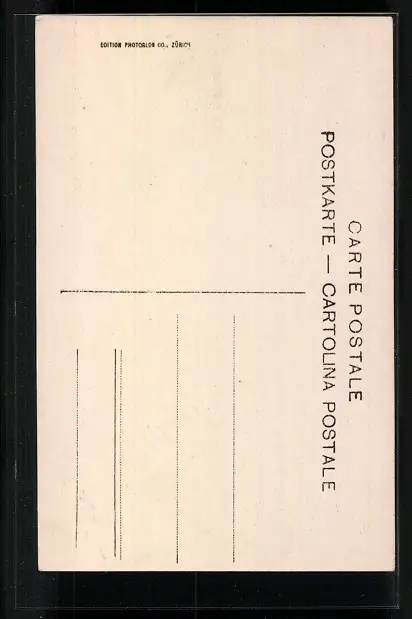 CARTE POSTALE
POSTKARTE — CARTOLINA POSTALE
EDITION PHOTOGLOB CO., ZÜRICH